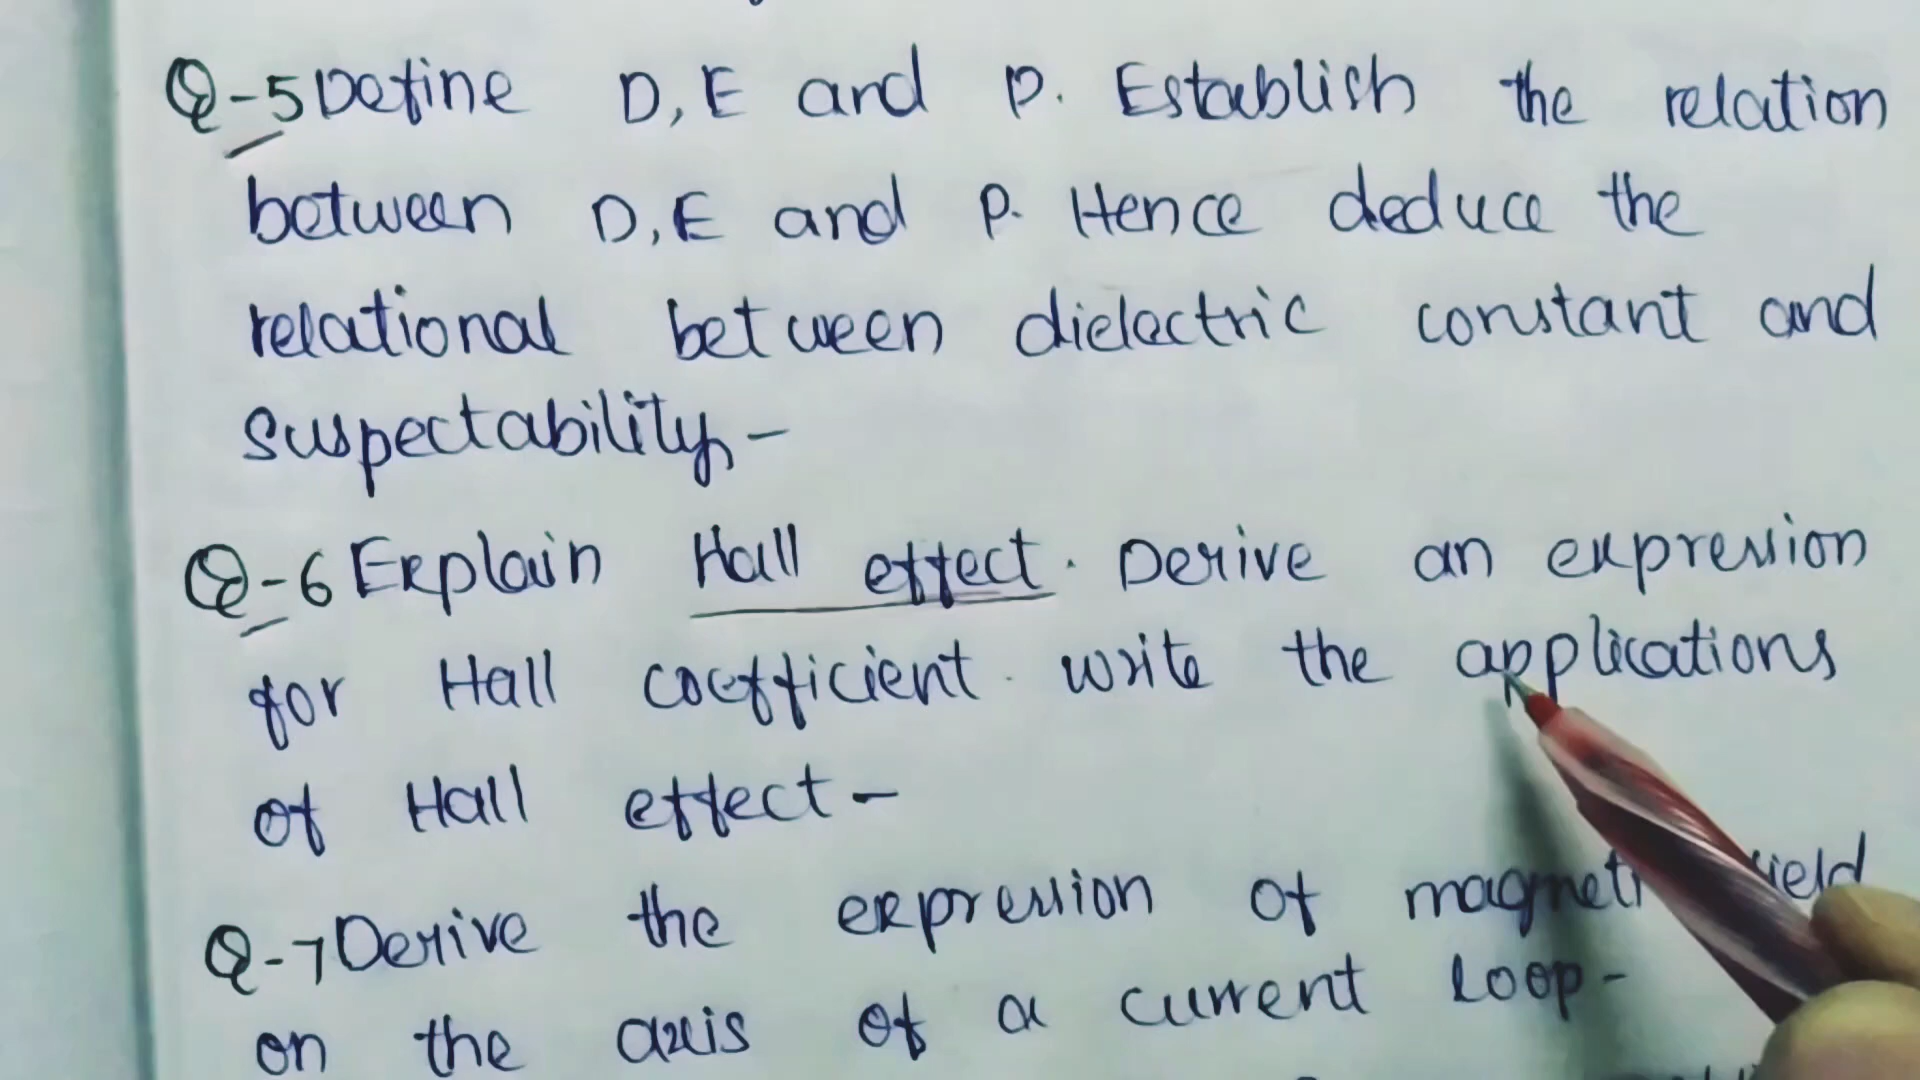 Q-5 Define D, E and P. Establish the relation
between D, E and P. Hence deduce the
relational between dielectric constant and
suspectability-
Q-6 Explain Hall effect. Derive an expression
for Hall coefficient. write the applications
of Hall effect-
Q-7 Derive the expression of magnetic field
on the axis of a current loop-